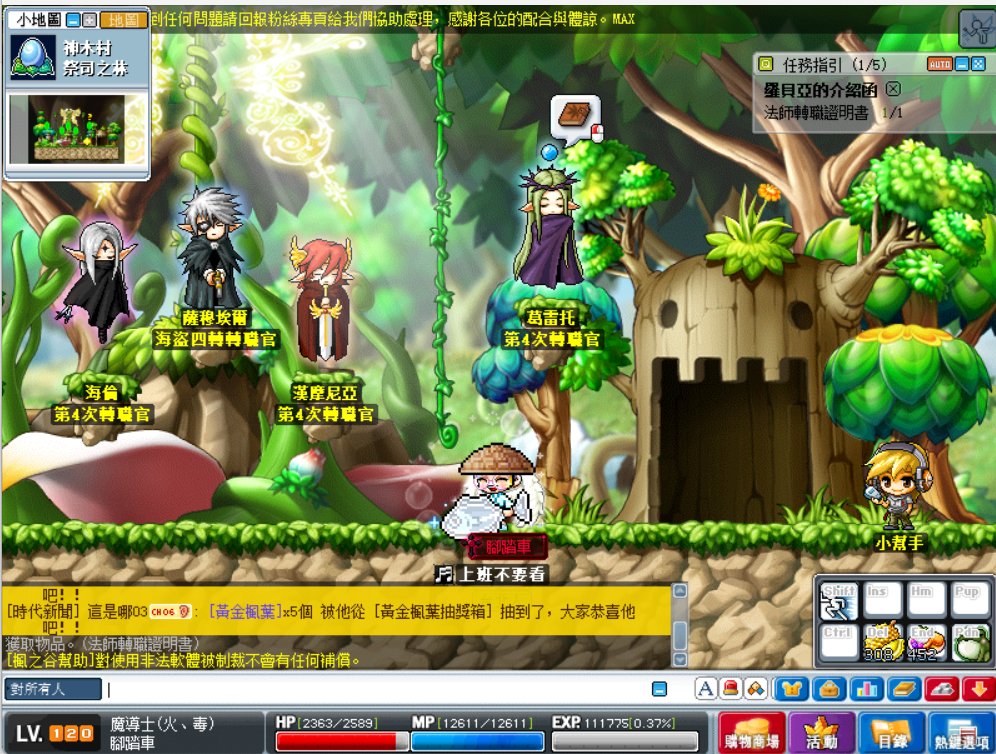 小地圖
地圖
到任何問題請回報粉絲專頁給我們協助處理，感謝各位的配合與體諒。MAX
神木村
祭司之林
任務指引 (1/5)
AUTO
羅貝亞的介紹函
法師轉職證明書 1/1
薩穆埃爾
海盜四轉轉職官
葛雷托
第4次轉職官
海倫
第4次轉職官
漢摩尼亞
第4次轉職官
腳踏車
上班不要看
小幫手
吧！！
[時代新聞] 這是哪03 CH06 : [黃金楓葉]x5個 被他從 [黃金楓葉抽獎箱] 抽到了，大家恭喜他
吧！！
獲取物品。(法師轉職證明書)
[楓之谷幫助]對使用非法軟體被制裁不會有任何補償。
Shift
Ins
Hm
Pup
Ctrl
Del
End
Pdn
308
452
對所有人
A
LV. 120
魔導士(火、毒)
腳踏車
HP[2363/2589]
MP[12611/12611]
EXP. 111775[0.37%]
購物商場
活動
目錄
熱鍵選項